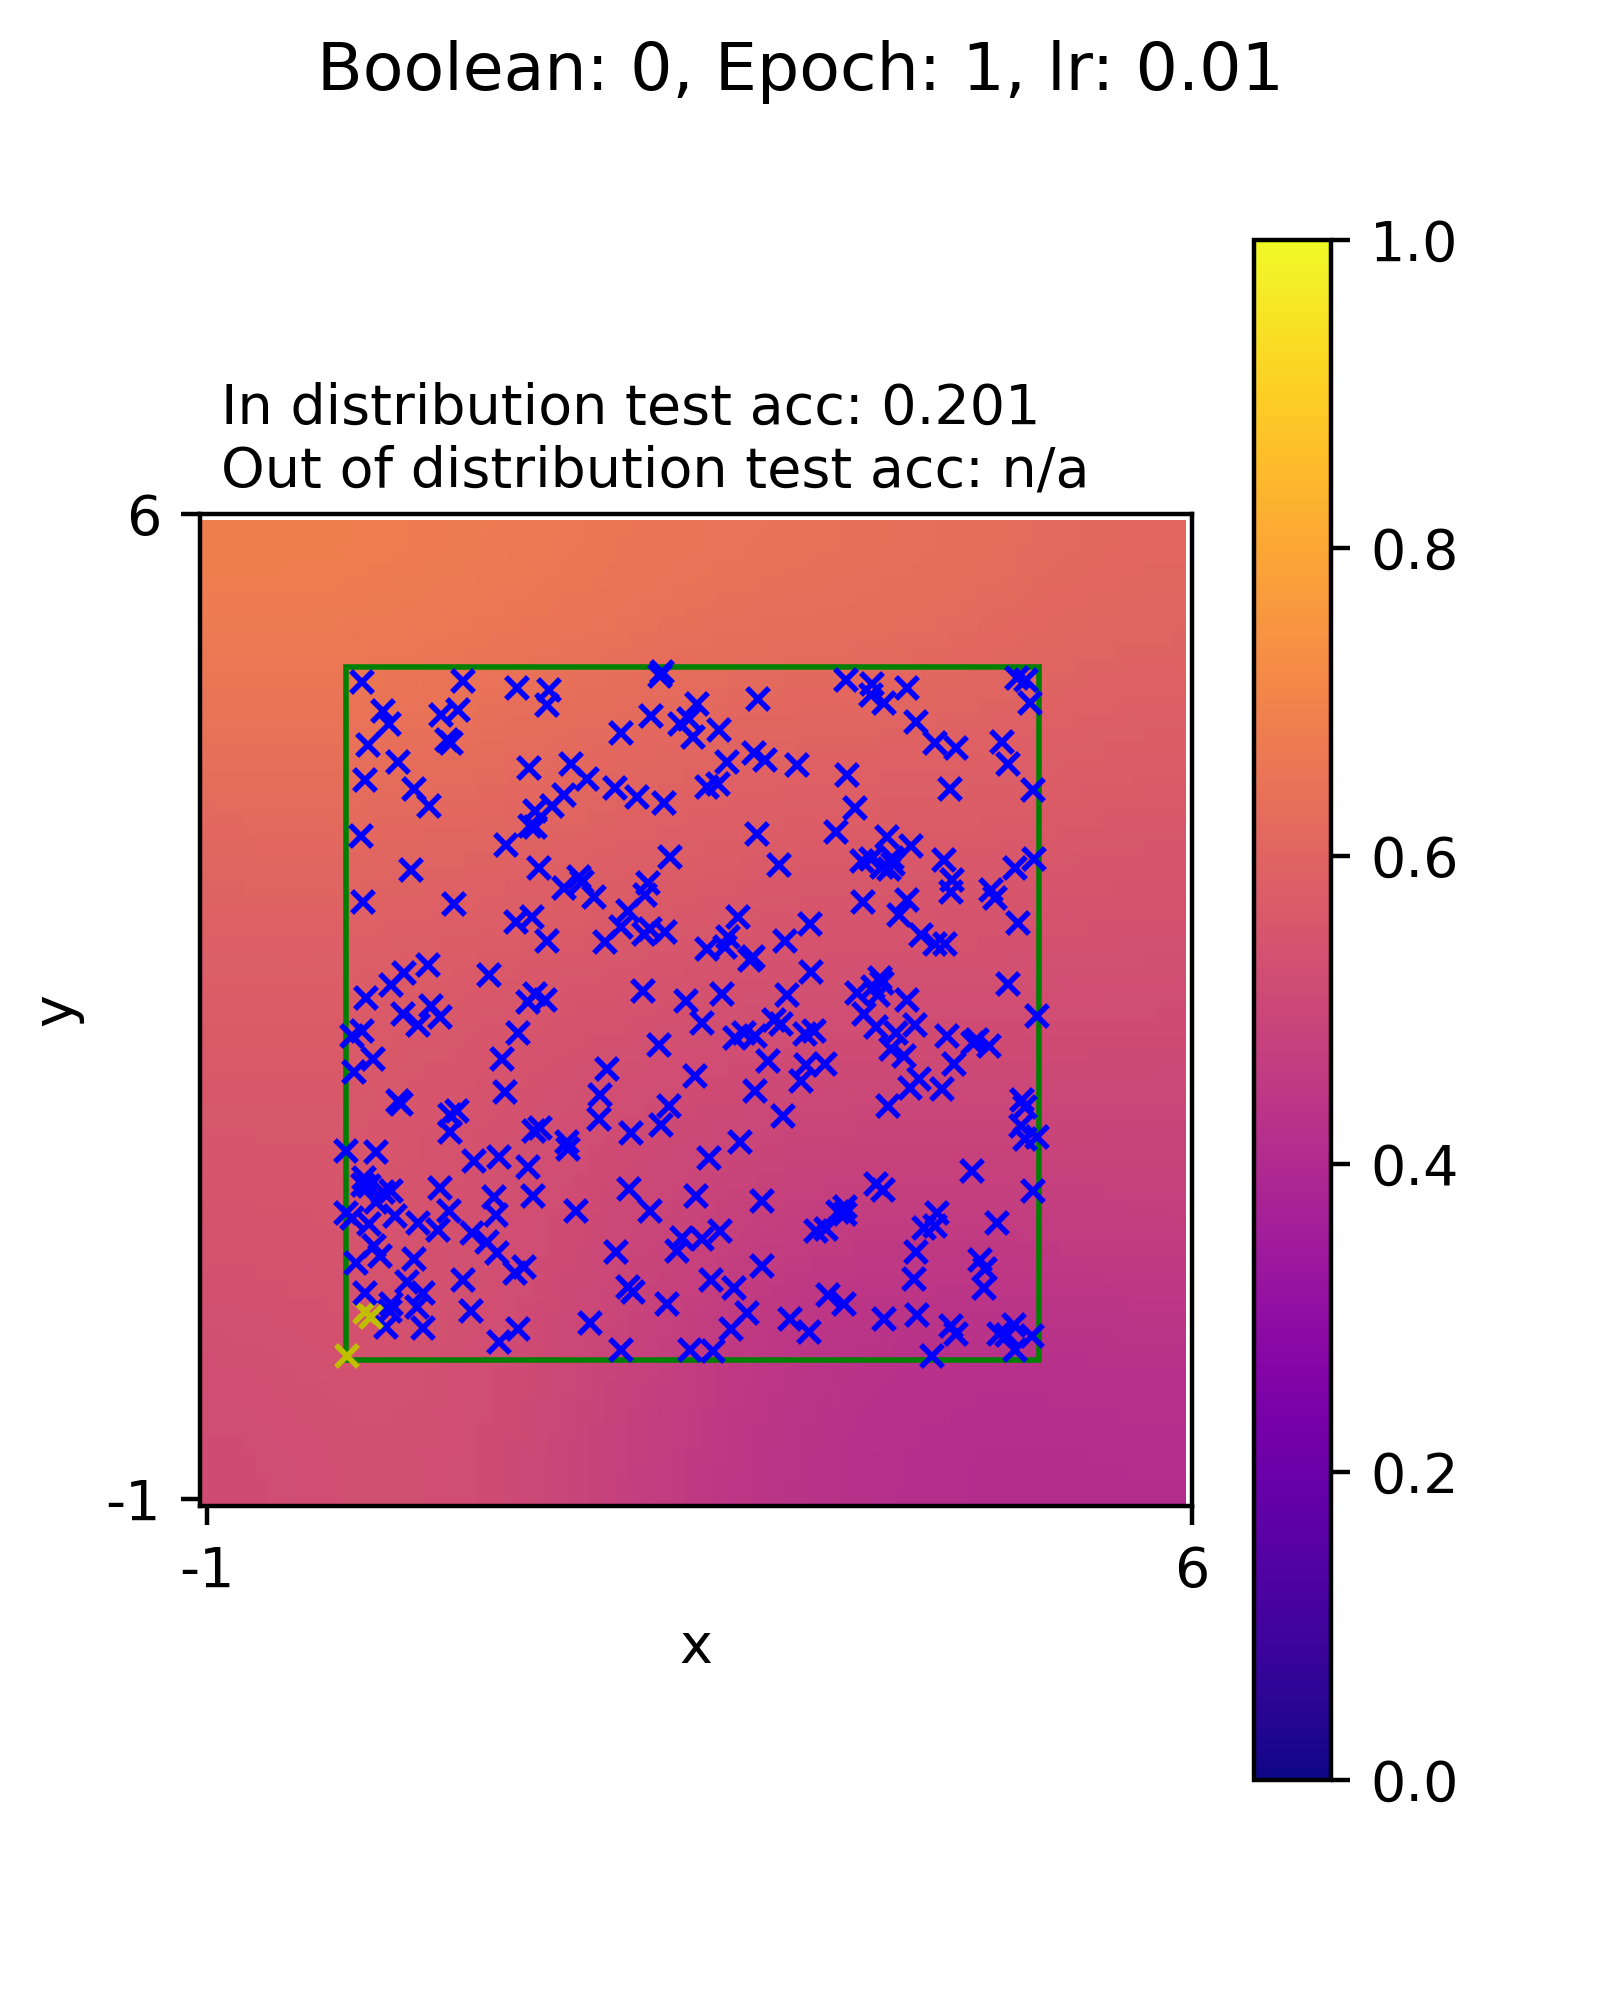 Boolean: 0, Epoch: 1, lr: 0.01
In distribution test acc: 0.201
Out of distribution test acc: n/a
6
y
-1
-1
6
x
1.0
0.8
0.6
0.4
0.2
0.0